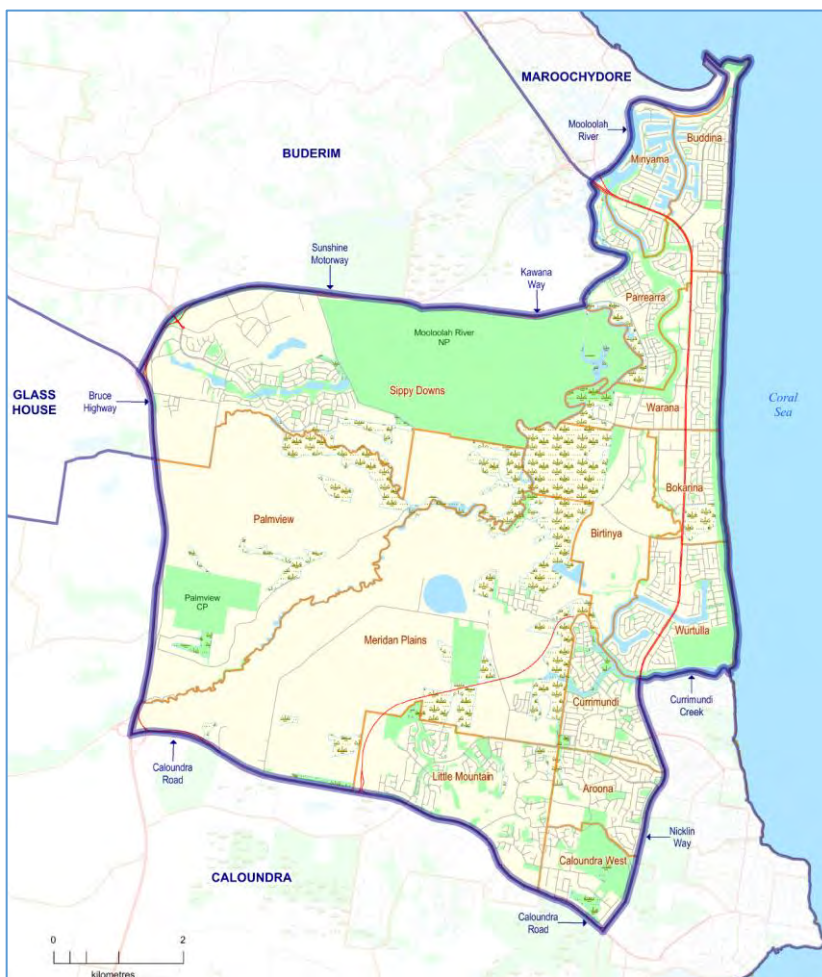 MAROOCHYDORE
Mooloolah
River
Buddina
Minyama
BUDERIM
Sunshine
Motorway
Kawana
Way
Parrearra
Mooloolah River
NP
Sippy Downs
GLASS
HOUSE
Bruce
Highway
Coral
Sea
Warana
Bokarina
Palmview
Birtinya
Palmview
CP
Meridan Plains
Wurtulla
Currimundi
Currimundi
Creek
Caloundra
Road
Little Mountain
Aroona
Nicklin
Way
Caloundra West
CALOUNDRA
Caloundra
Road
0 2
kilometres